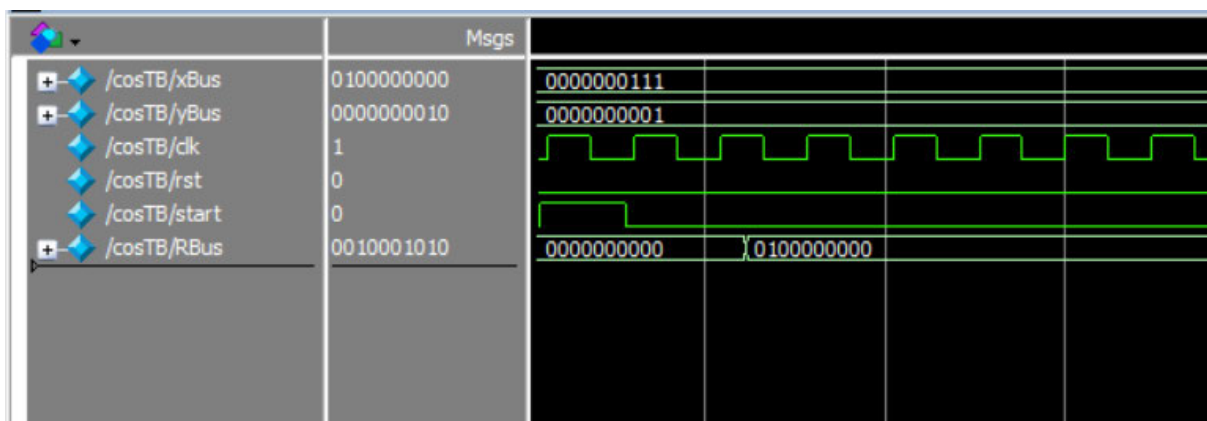 Msgs
/cosTB/xBus 0100000000 0000000111
/cosTB/yBus 0000000010 0000000001
/cosTB/clk 1
/cosTB/rst 0
/cosTB/start 0
/cosTB/RBus 0010001010 0000000000 0100000000